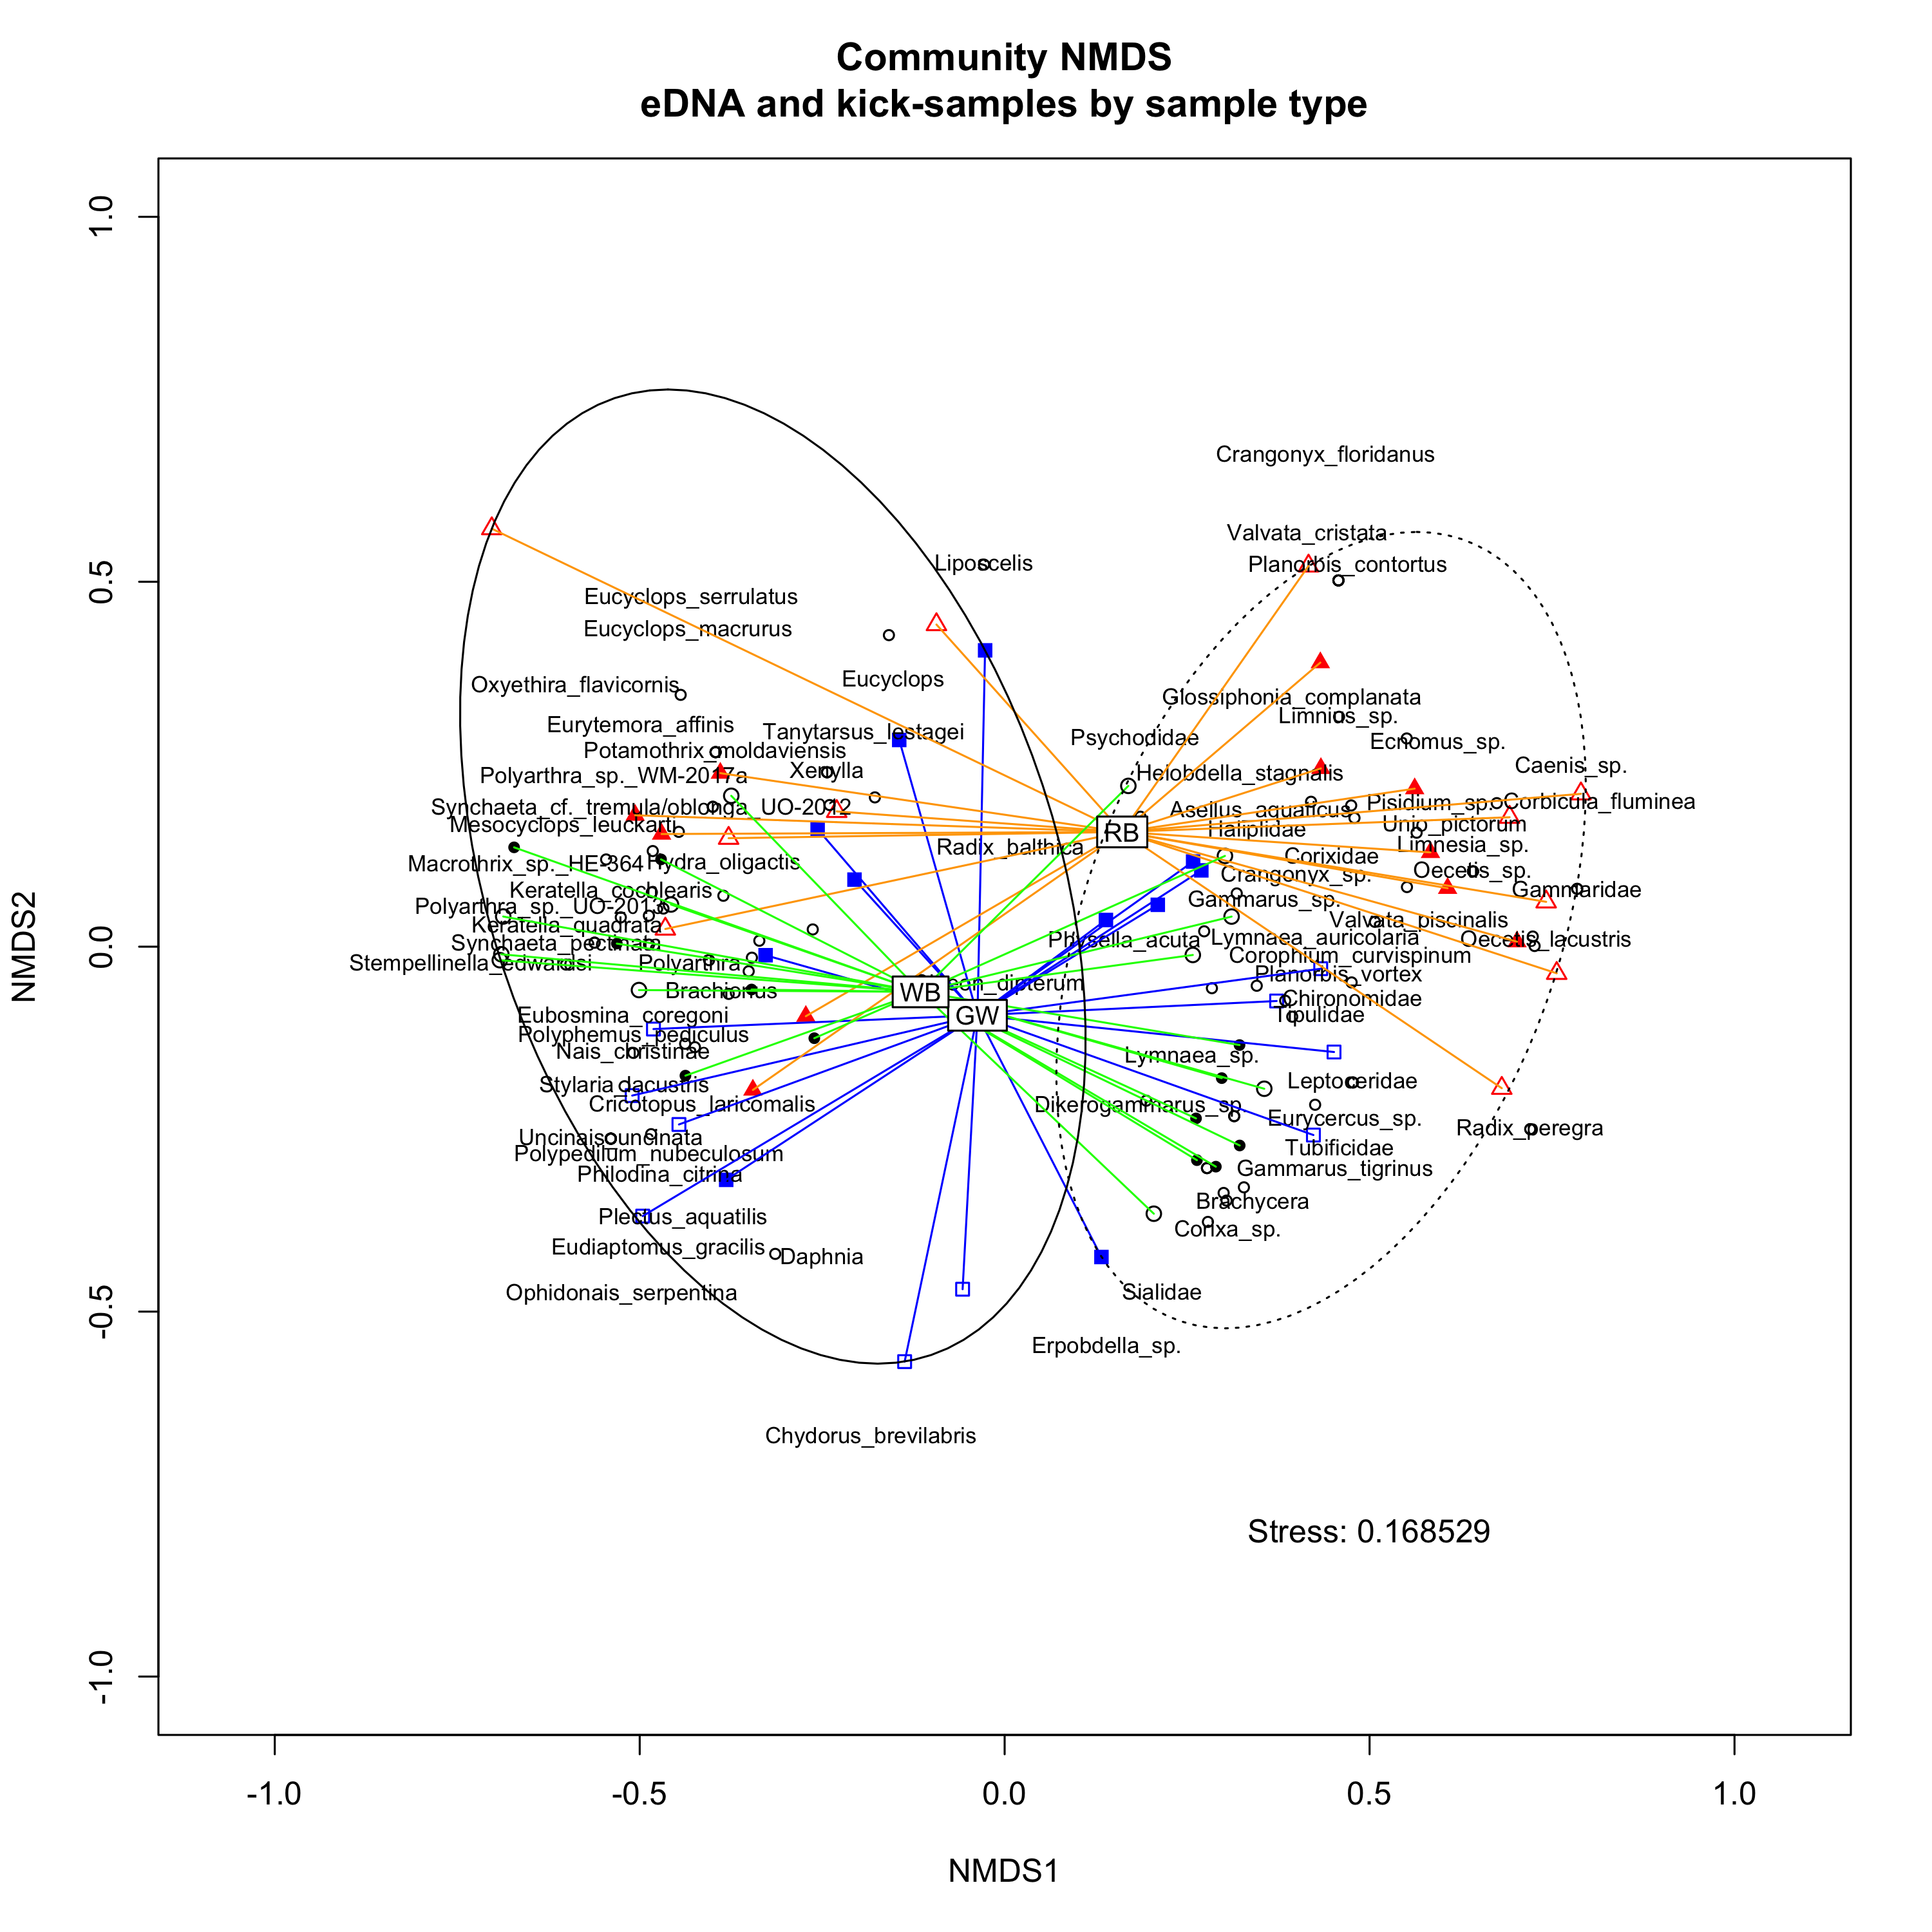 Community NMDS
eDNA and kick-samples by sample type
Crangonyx_floridanus
Valvata_cristata
Liposcelis
Planorbis_contortus
Eucyclops_serrulatus
Eucyclops_macrurus
Eucyclops
Oxyethira_flavicornis
Glossiphonia_complanata
Limnius_sp.
Eurytemora_affinis
Tanytarsus_lestagei
Psychodidae
Ecnomus_sp.
Potamothrix_moldaviensis
Caenis_sp.
Xenylla
Polyarthra_sp._WM-2017a
Helobdella_stagnalis
Synchaeta_cf._tremula/oblonga_UO-2012
Asellus_aquaticus
Corbicula_fluminea
Mesocyclops_leuckarti
RB
Haliplidae
Unio_pictorum
Radix_balthica
Limnesia_sp.
Macrothrix_sp._HE-364
Hydra_oligactis
Corixidae
Crangonyx_sp.
Oecetis_sp.
Keratella_cochlearis
Gammaridae
Polyarthra_sp._UO-2013
Gammarus_sp.
Keratella_quadrata
Valvata_piscinalis
Synchaeta_pectinata
Physella_acuta
Lymnaea_auricolaria
Oecetis_lacustris
Stempellinella_edwardsi
Polyarthra
Corophium_curvispinum
Planorbis_vortex
Brachionus
WB
Chironomidae
Eubosmina_coregoni
GW
Tipulidae
Polyphemus_pediculus
Nais_christinae
Lymnaea_sp.
Stylaria_lacustris
Leptoceridae
Cricotopus_laricomalis
Dikerogammarus_sp.
Eurycercus_sp.
Uncinais_uncinata
Radix_peregra
Polypedilum_nubeculosum
Tubificidae
Philodina_citrina
Gammarus_tigrinus
Brachycera
Plectus_aquatilis
Corixa_sp.
Eudiaptomus_gracilis
Daphnia
Ophidonais_serpentina
Sialidae
Erpobdella_sp.
Chydorus_brevilabris
Stress: 0.168529
1.0
0.5
0.0
-0.5
-1.0
NMDS2
-1.0
-0.5
0.0
0.5
1.0
NMDS1